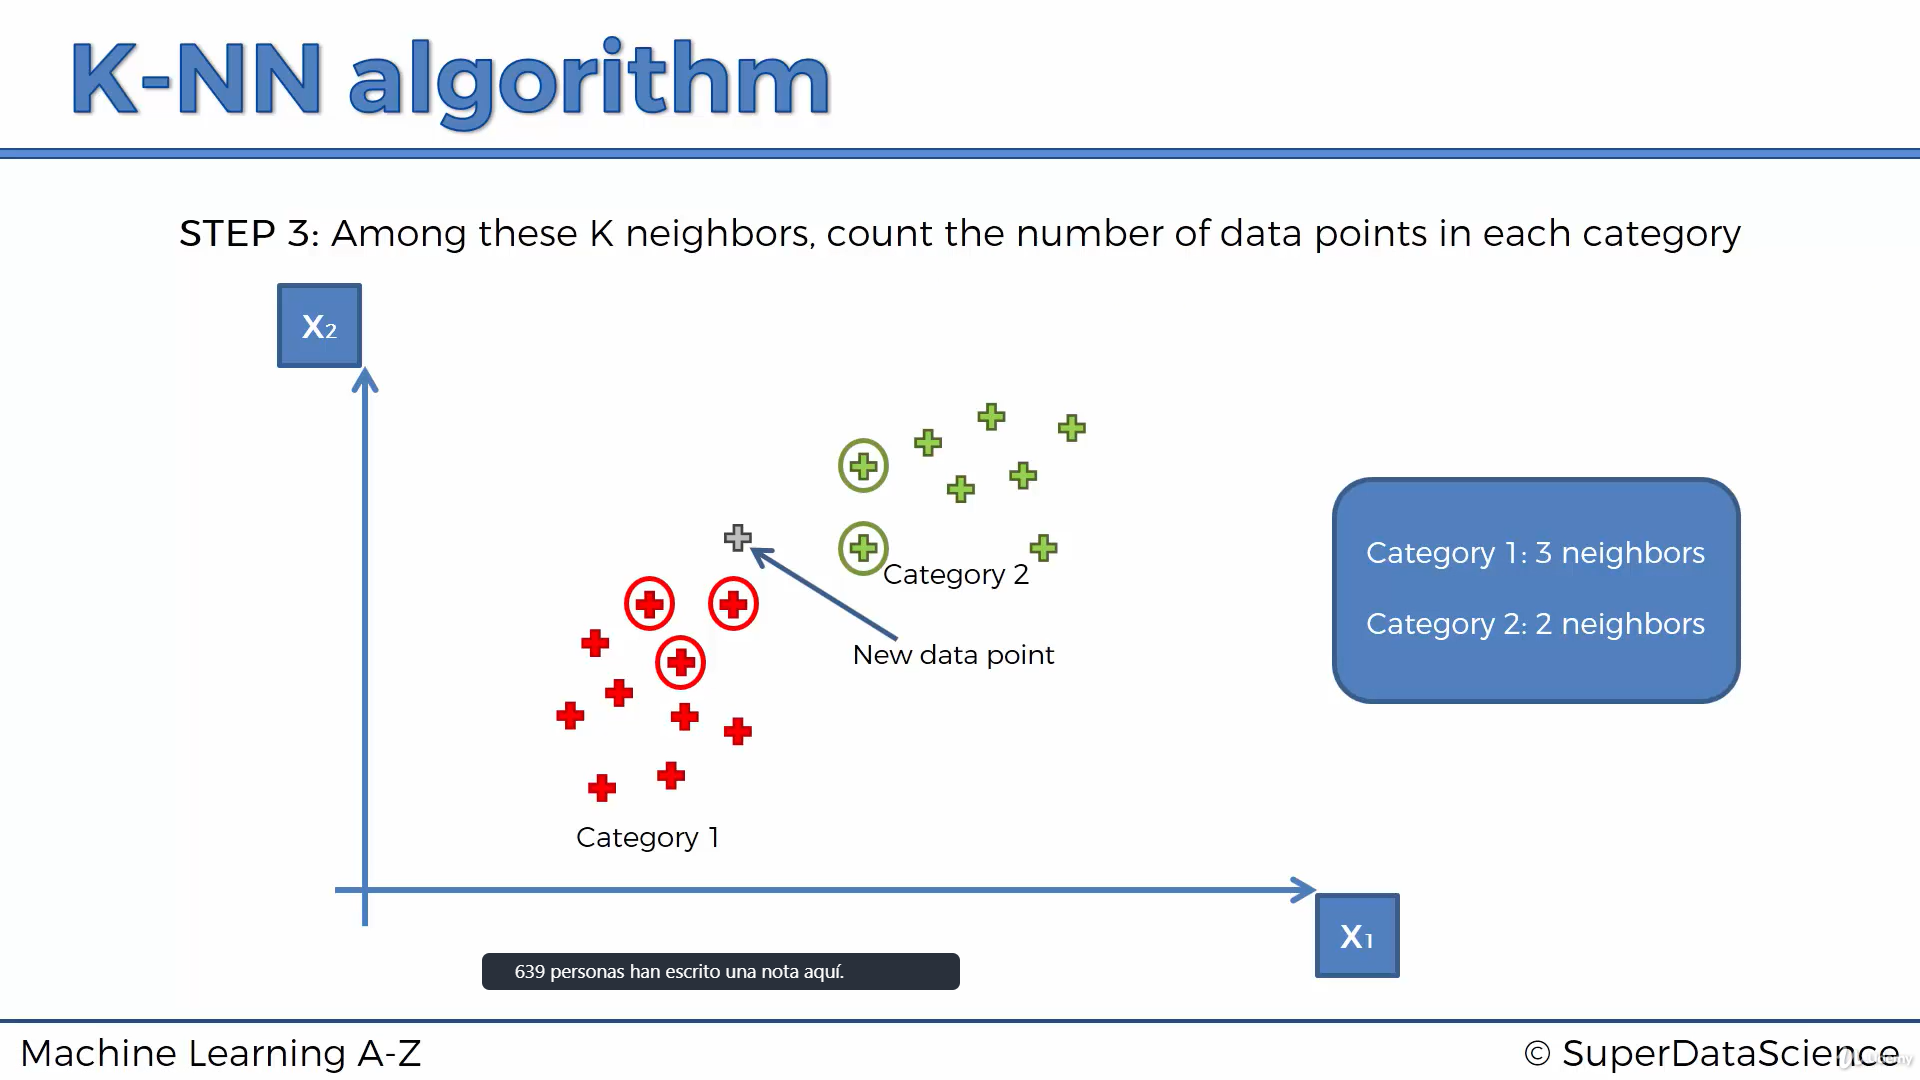 K-NN algorithm
STEP 3: Among these K neighbors, count the number of data points in each category
X2
Category 2
Category 1: 3 neighbors
Category 2: 2 neighbors
New data point
Category 1
X1
639 personas han escrito una nota aquí.
Machine Learning A-Z
© SuperDataScience
Udemy